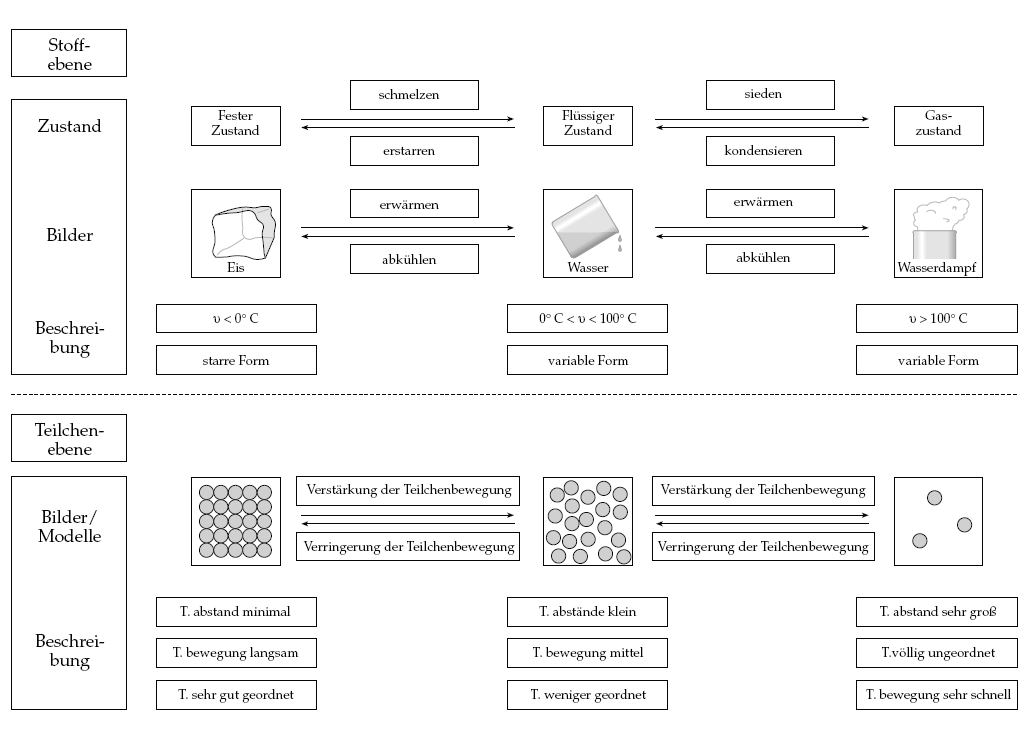 Stoff-
ebene
Zustand
Fester
Zustand
schmelzen
erstarren
Flüssiger
Zustand
sieden
kondensieren
Gas-
zustand
Bilder
Eis
erwärmen
abkühlen
Wasser
erwärmen
abkühlen
Wasserdampf
Beschrei-
bung
υ < 0° C
0° C < υ < 100° C
υ > 100° C
starre Form
variable Form
variable Form
Teilchen-
ebene
Bilder/
Modelle
Verstärkung der Teilchenbewegung
Verringerung der Teilchenbewegung
Verstärkung der Teilchenbewegung
Verringerung der Teilchenbewegung
Beschrei-
bung
T. abstand minimal
T. abstände klein
T. abstand sehr groß
T. bewegung langsam
T. bewegung mittel
T.völlig ungeordnet
T. sehr gut geordnet
T. weniger geordnet
T. bewegung sehr schnell